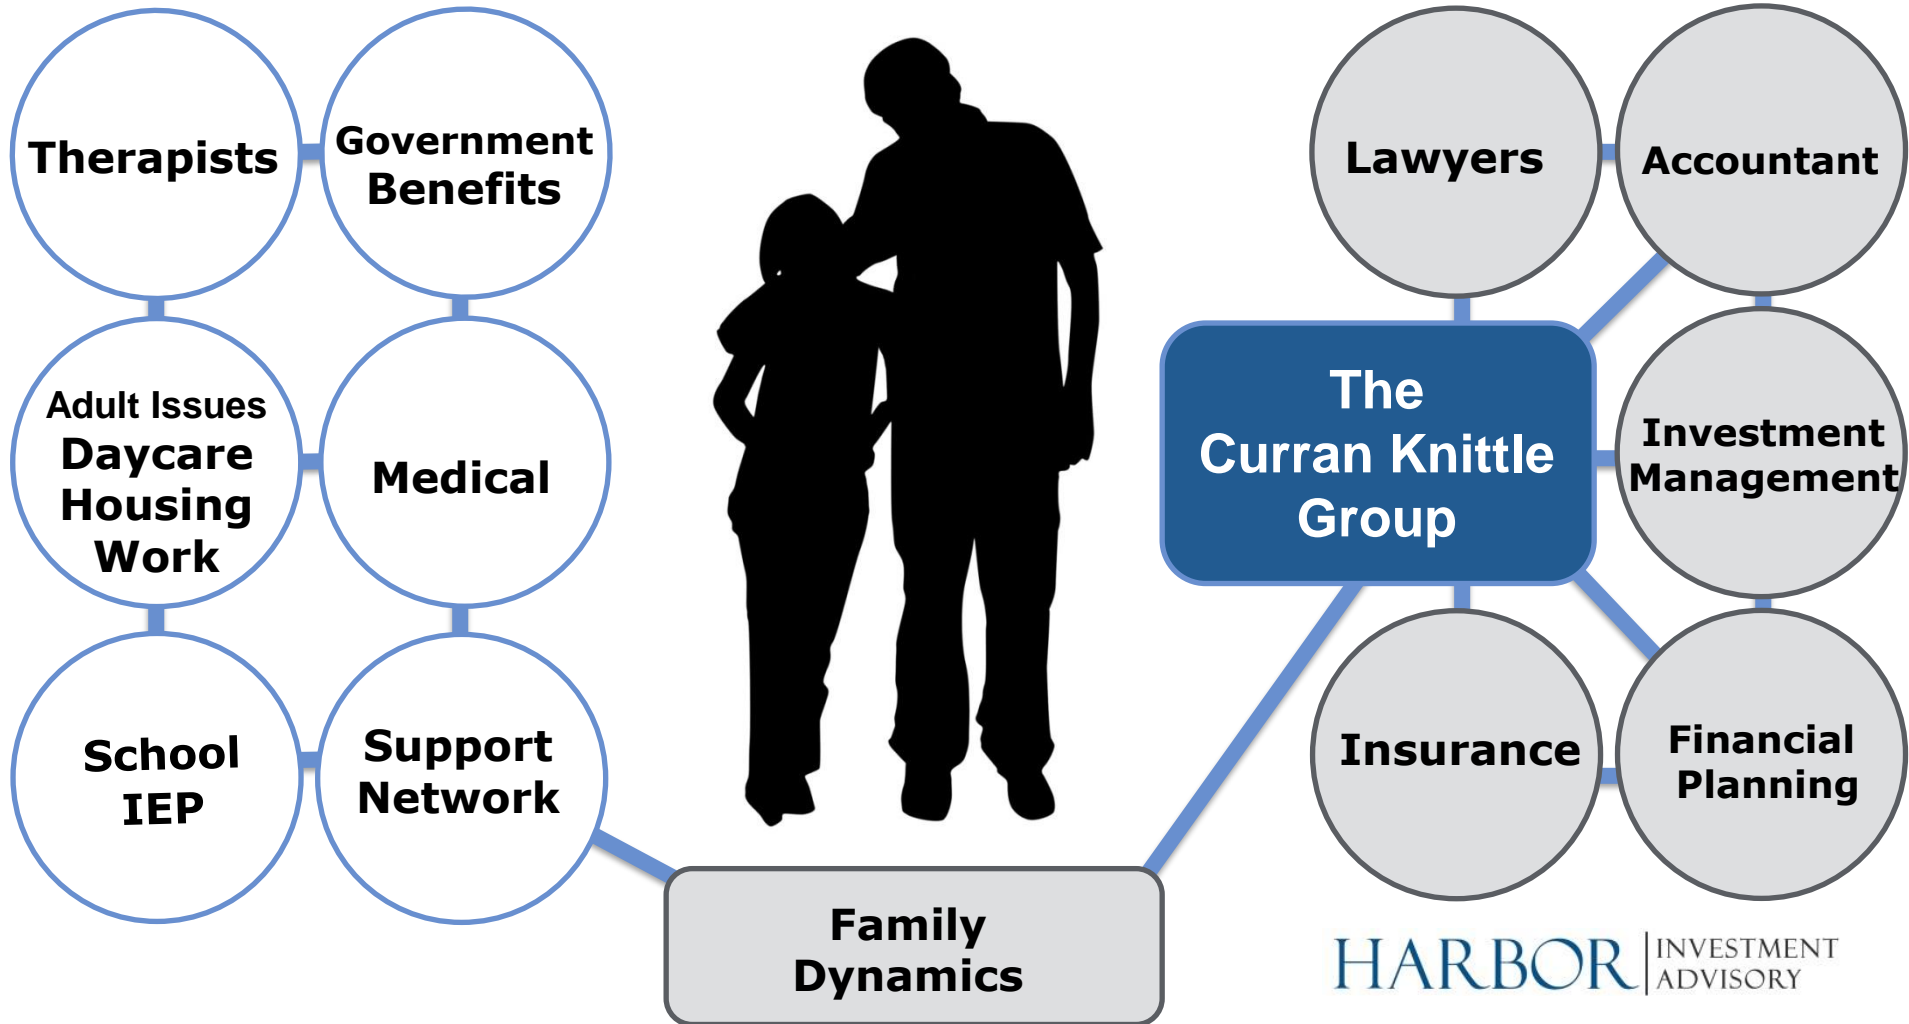 Therapists
Government
Benefits
Adult Issues
Daycare
Housing
Work
Medical
School
IEP
Support
Network
Family
Dynamics
Lawyers
Accountant
The
Curran Knittle
Group
Investment
Management
Insurance
Financial
Planning
HARBOR
INVESTMENT
ADVISORY